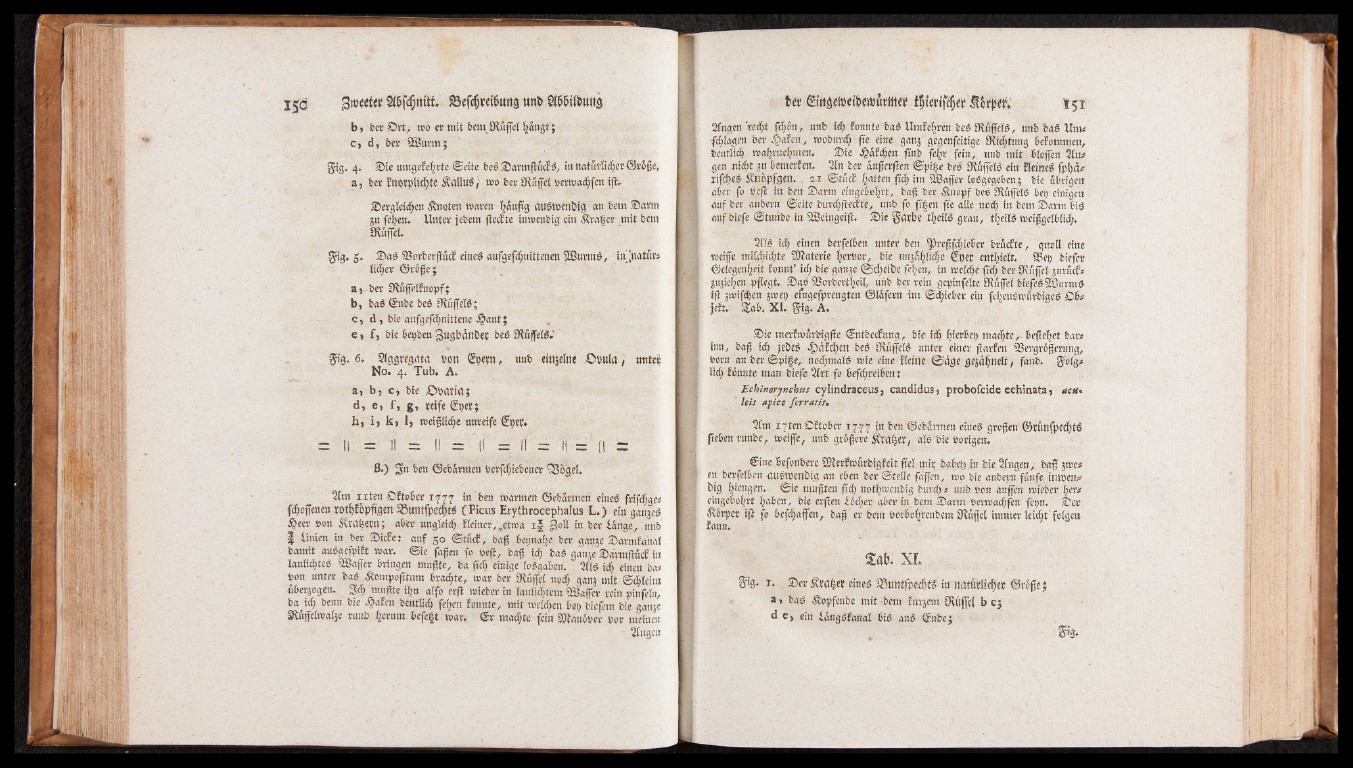 150 Zweeter Abschnitt. Beschreibung und Abbildung
b, der Ort, wo er mit dem Rüssel hängt;
c, d, der Wurm;
Fig. 4. Die umgekehrte Seite des Darmstücks, in natürlicher Größe.
a, der knorplichte Kallus, wo der Rüssel verwachsen ist.
Dergleichen Knoten waren häufig auswendig an dem Darm
zu sehen. Unter jedem steckte inwendig ein Kratzer mit dem
Rüssel.
Fig. 5. Das Vorderstück eines aufgeschnittenen Wurms, in natür-
licher Größe;
a, der Rüsselknopf;
b, das Ende des Rüssels;
c, d, die aufgeschnittene Haut;
e, f, die beyden Zugbänder des Rüssels.
Fig. 6. Aggregata von Eyern, und einzelne Ovula, unter
No. 4. Tub. A.
a, b, c, die Ovaria;
d, e, f, g, reife Eyer;
h, i, k, l, weißliche unreife Eyer.
= || = || = || = || = || = || = || =
B.) In den Gedärmen verschiedener Vögel.
Am 11ten Oktober 1777 in den warmen Gedärmen eines frischge-
schossenen rothköpfigen Buntspechts (Picus Erythrocephalus L.) ein ganzes
Heer von Kratzern; aber ungleich kleiner, etwa 1½ Zoll in der Länge, und
¾ Linien in der Dicke: auf 50 Stück, daß beynahe der ganze Darmkanal
damit ausgespikt war. Sie saßen so vest, daß ich das ganze Darmstück in
laulichtes Wasser bringen mußte, da sich einige losgaben. Als ich einen da-
von unter das Kompositum brachte, war der Rüssel noch ganz mit Schleim
überzogen. Ich mußte ihn also erst wieder in laulichtem Wasser rein pinseln,
da ich denn die Haken deutlich sehen konnte, mit welchen bey diesem die ganze
Rüsselwalze rund herum besetzt war. Er machte sein Manöver vor meinen
Augen
der Eingeweidewürmer thierischer Körper. 151
Augen recht schön, und ich konnte das Umkehren des Rüssels, und das Um-
schlagen der Haken, wodurch sie eine ganz gegenseitige Richtung bekommen,
deutlich wahrnehmen. Die Häkchen sind sehr fein, und mit blossen Au-
gen nicht zu bemerken. An der äußersten Spitze des Rüssels ein kleines sphä-
risches Knöpfgen. 21 Stück hatten sich im Wasser losgegeben; die übrigen
aber so vest in den Darm eingebohrt, daß der Knopf des Rüssels bey einigen
auf der andern Seite durchsteckte, und so sitzen sie alle noch in dem Darm bis
auf diese Stunde in Weingeist. Die Farbe theils grau, theils weißgelblich.
Als ich einen derselben unter den Preßschieber drückte, quoll eine
weisse milchichte Materie hervor, die unzähliche Eyer enthielt. Bey dieser
Gelegenheit konnt' ich die ganze Scheide sehen, in welche sich der Rüssel zurück-
zuziehen pflegt. Das Vordertheil, und der rein gepinselte Rüssel dieses Wurms
ist zwischen zwey eingesprengten Gläsern im Schieber ein sehenswürdiges Ob-
jekt. Tab. XI. Fig. A.
Die merkwürdigste Entdeckung, die ich hierbey machte, bestehet dar-
inn, daß ich jedes Häkchen des Rüssels unter einer starken Vergrößerung,
vorn an der Spitze, nochmals wie eine kleine Säge gezähnelt, fand. Folg-
lich könnte man diese Art so beschreiben:
Echinorynchus cylindraceus, candidus, proboscide echinata, acu-
leis apice serratis.
Am 17ten Oktober 1777 in den Gedärmen eines großen Grünspechts
sieben runde, weisse, und größere Kratzer, als die vorigen.
Eine besondere Merkwürdigkeit fiel mir dabey in die Augen, daß zwe-
en derselben auswendig an eben der Stelle sassen, wo die andern fünfe inwen-
dig hiengen. Sie mußten sich nothwendig durch- und von aussen wieder her-
eingebohrt haben, die ersten Löcher aber in dem Darm verwachsen seyn. Der
Körper ist so beschaffen, daß er dem vorbohrendem Rüssel immer leicht folgen
kann.
Tab. XI.
Fig. 1. Der Kratzer eines Buntspechts in natürlicher Größe;
a, das Kopfende mit dem kurzem Rüssel b c;
d e, ein Längskanal bis ans Ende;
Fig.